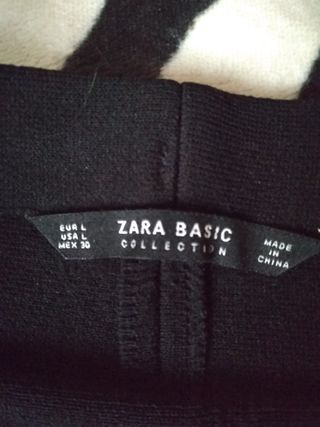 EUR L
USA L
MEX 30
ZARA BASIC
COLLECTION
MADE
IN
CHINA